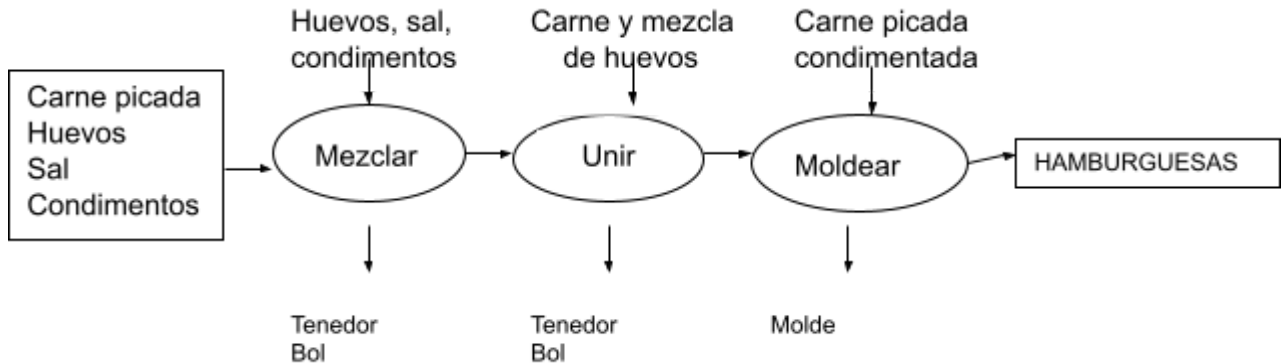 Huevos, sal,
condimentos
Carne y mezcla
de huevos
Carne picada
condimentada
Carne picada
Huevos
Sal
Condimentos
Mezclar
Unir
Moldear
HAMBURGUESAS
Tenedor
Bol
Tenedor
Bol
Molde